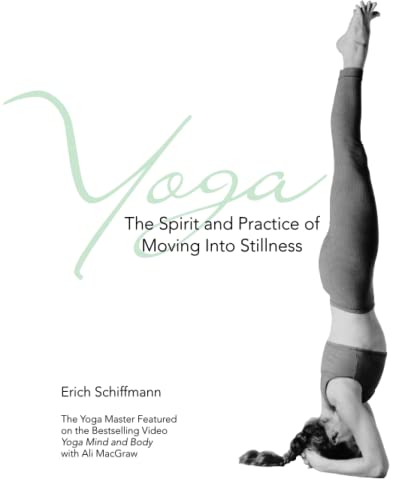 Yoga
The Spirit and Practice of
Moving Into Stillness
Erich Schiffmann
The Yoga Master Featured
on the Bestselling Video
Yoga Mind and Body
with Ali MacGraw